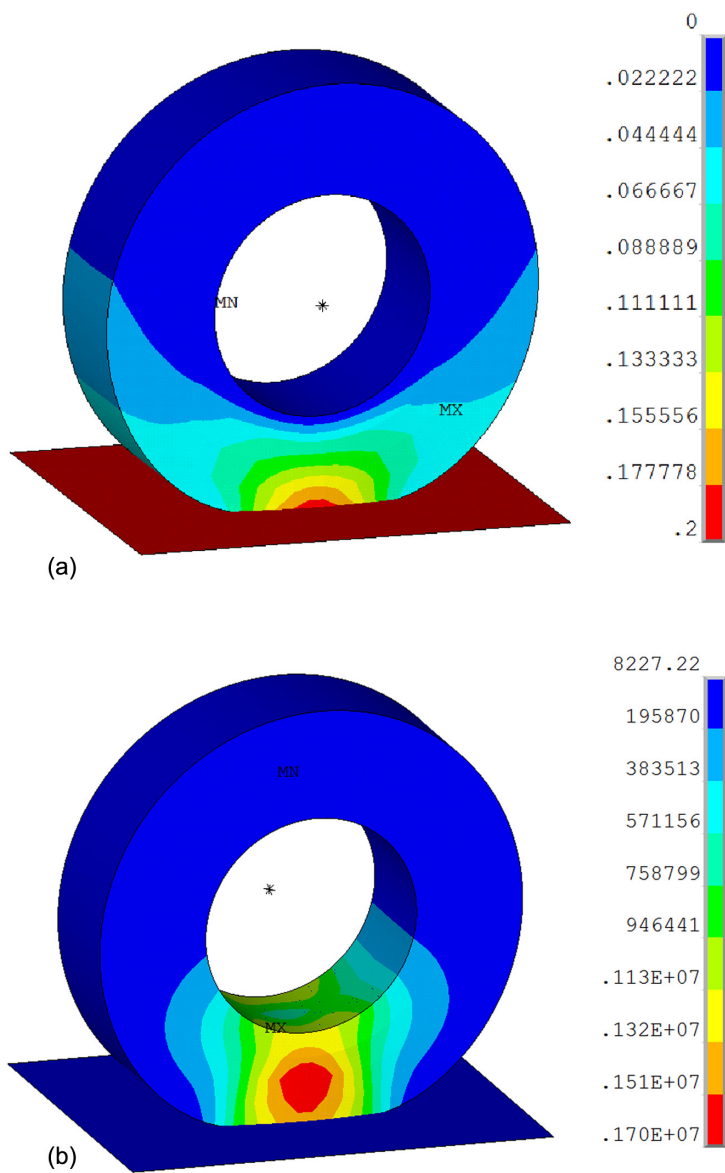 0
.022222
.044444
.066667
.088889
MN
.111111
.133333
MX
.155556
.177778
.2
(a)
8227.22
195870
MN
383513
571156
758799
946441
.113E+07
MX
.132E+07
.151E+07
.170E+07
(b)